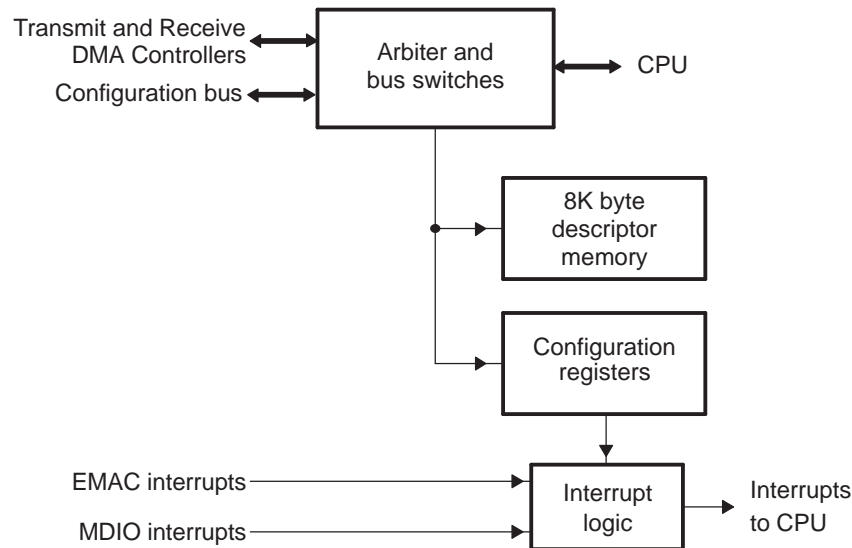 Transmit and Receive
DMA Controllers
Configuration bus
Arbiter and
bus switches
CPU
8K byte
descriptor
memory
Configuration
registers
EMAC interrupts
MDIO interrupts
Interrupt
logic
Interrupts
to CPU